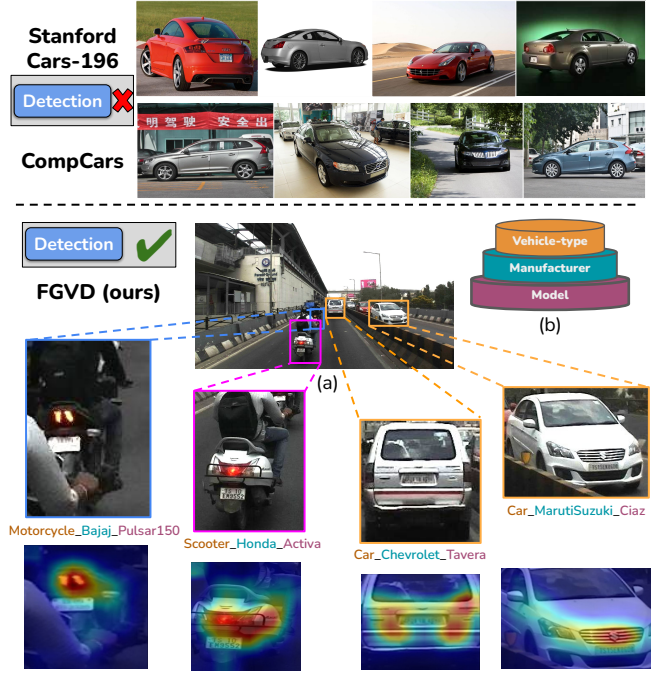 Stanford
Cars-196
Detection
CompCars
明 驾 驶 安 全 出
Detection
FGVD (ours)
Vehicle-type
Manufacturer
Model
(b)
(a)
Motorcycle_Bajaj_Pulsar150
Scooter_Honda_Activa
Car_Chevrolet_Tavera
Car_MarutiSuzuki_Ciaz